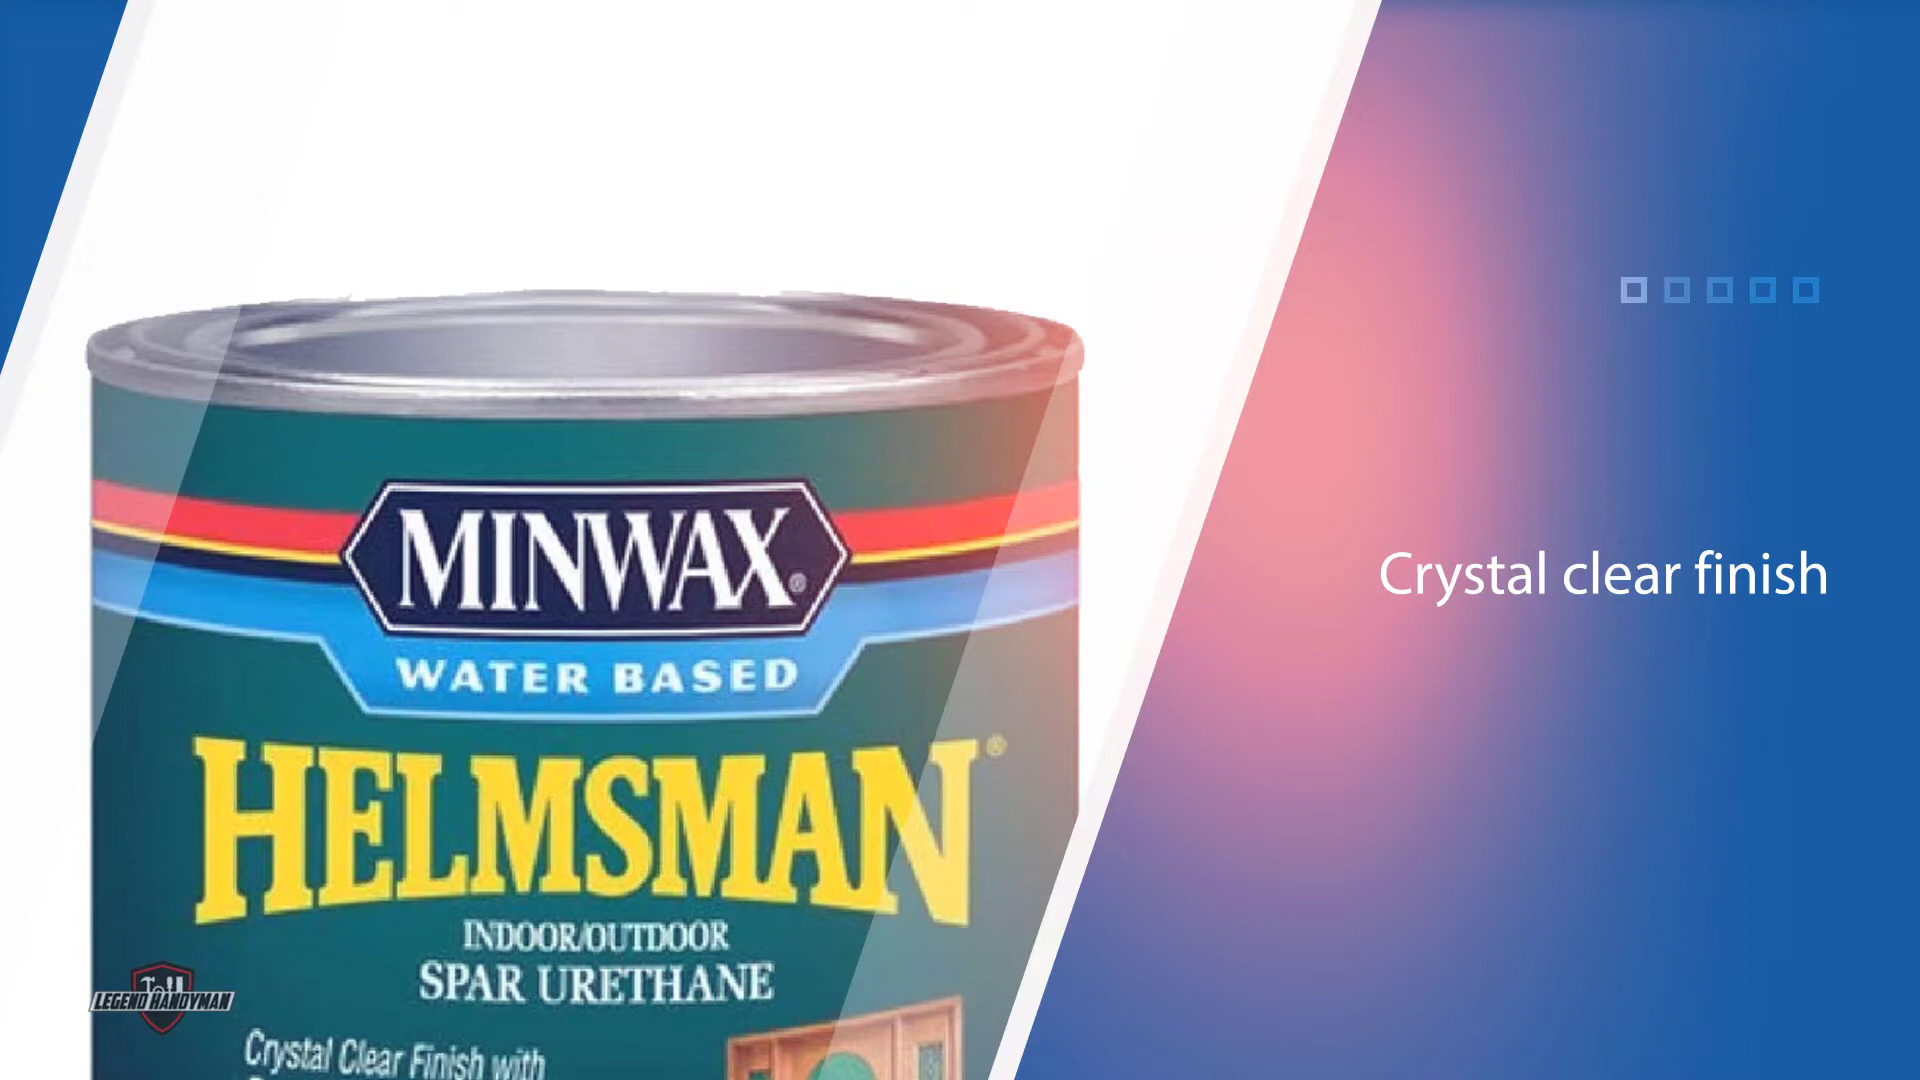 MINWAX®
WATER BASED
HELMSMAN®
INDOOR/OUTDOOR
SPAR URETHANE
Crystal Clear Finish with
Crystal clear finish
LEGEND HANDYMAN